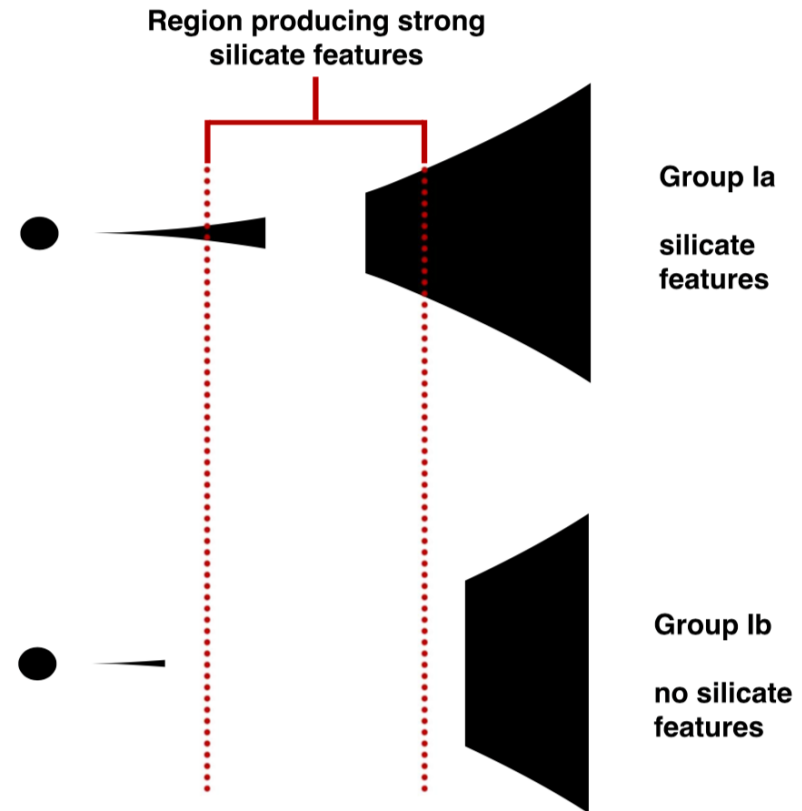 Region producing strong
silicate features
Group Ia
silicate
features
Group Ib
no silicate
features